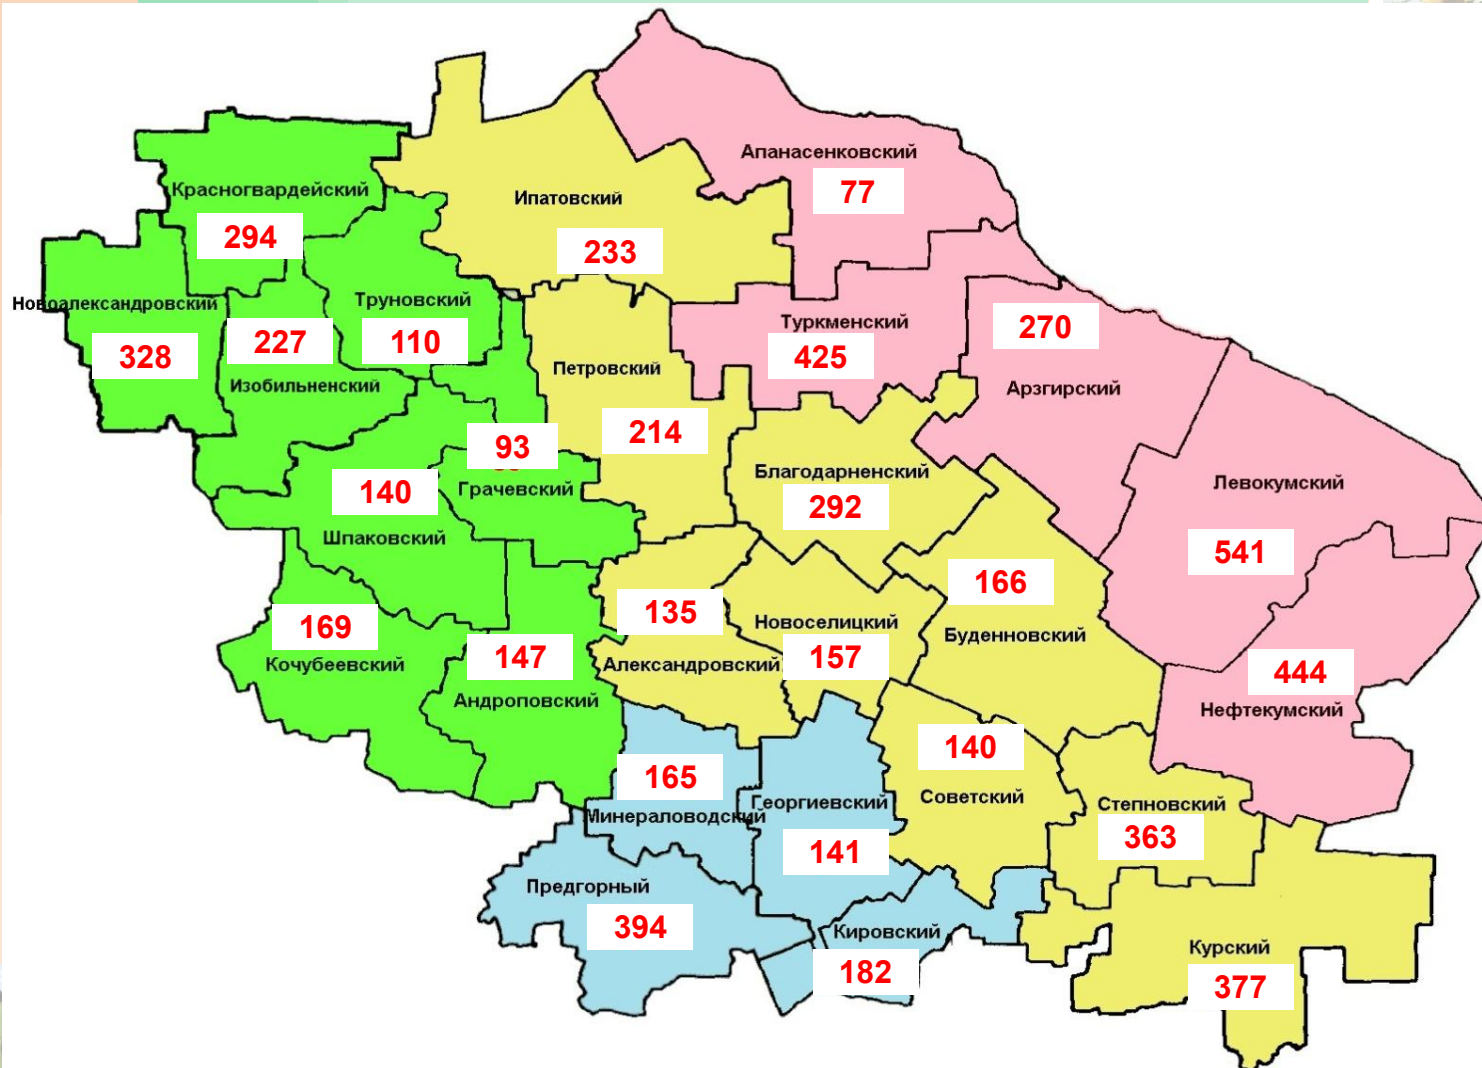 Апанасенковский
77
Красногвардейский
294
Ипатовский
233
Новоалександровский
328
Труновский
110
227
Изобильненский
Туркменский
425
270
Арзгирский
Петровский
214
93
Грачевский
140
Шпаковский
Благодарненский
292
Левокумский
541
166
Буденновский
135
Александровский
Новоселицкий
157
169
Кочубеевский
147
Андроповский
444
Нефтекумский
165
Минераловодский
Георгиевский
141
140
Советский
Степновский
363
Предгорный
394
Кировский
182
Курский
377